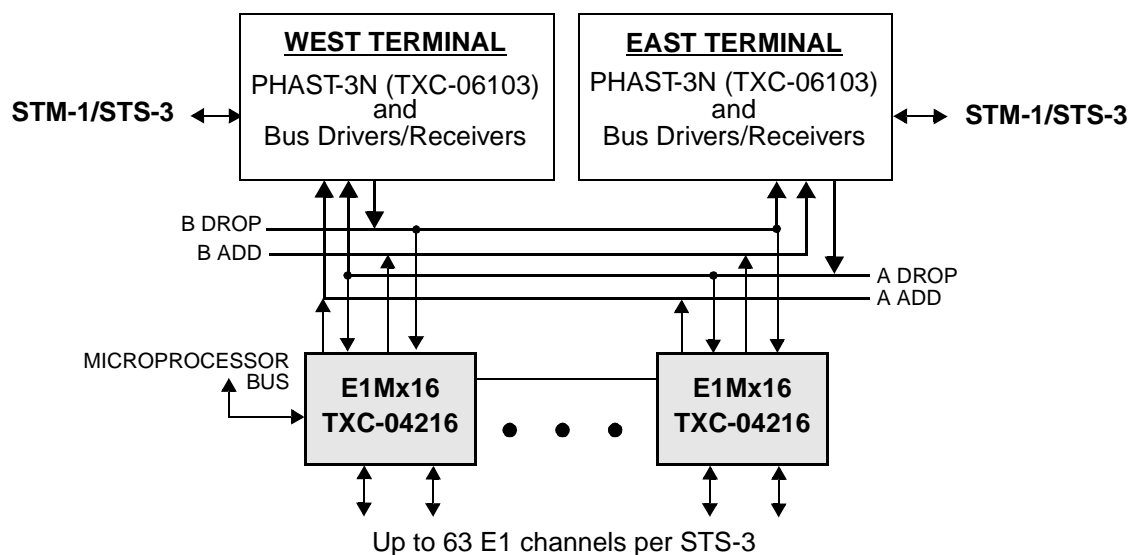 WEST TERMINAL
PHAST-3N (TXC-06103)
and
Bus Drivers/Receivers
EAST TERMINAL
PHAST-3N (TXC-06103)
and
Bus Drivers/Receivers
STM-1/STS-3
STM-1/STS-3
B DROP
B ADD
A DROP
A ADD
MICROPROCESSOR
BUS
E1Mx16
TXC-04216
E1Mx16
TXC-04216
Up to 63 E1 channels per STS-3